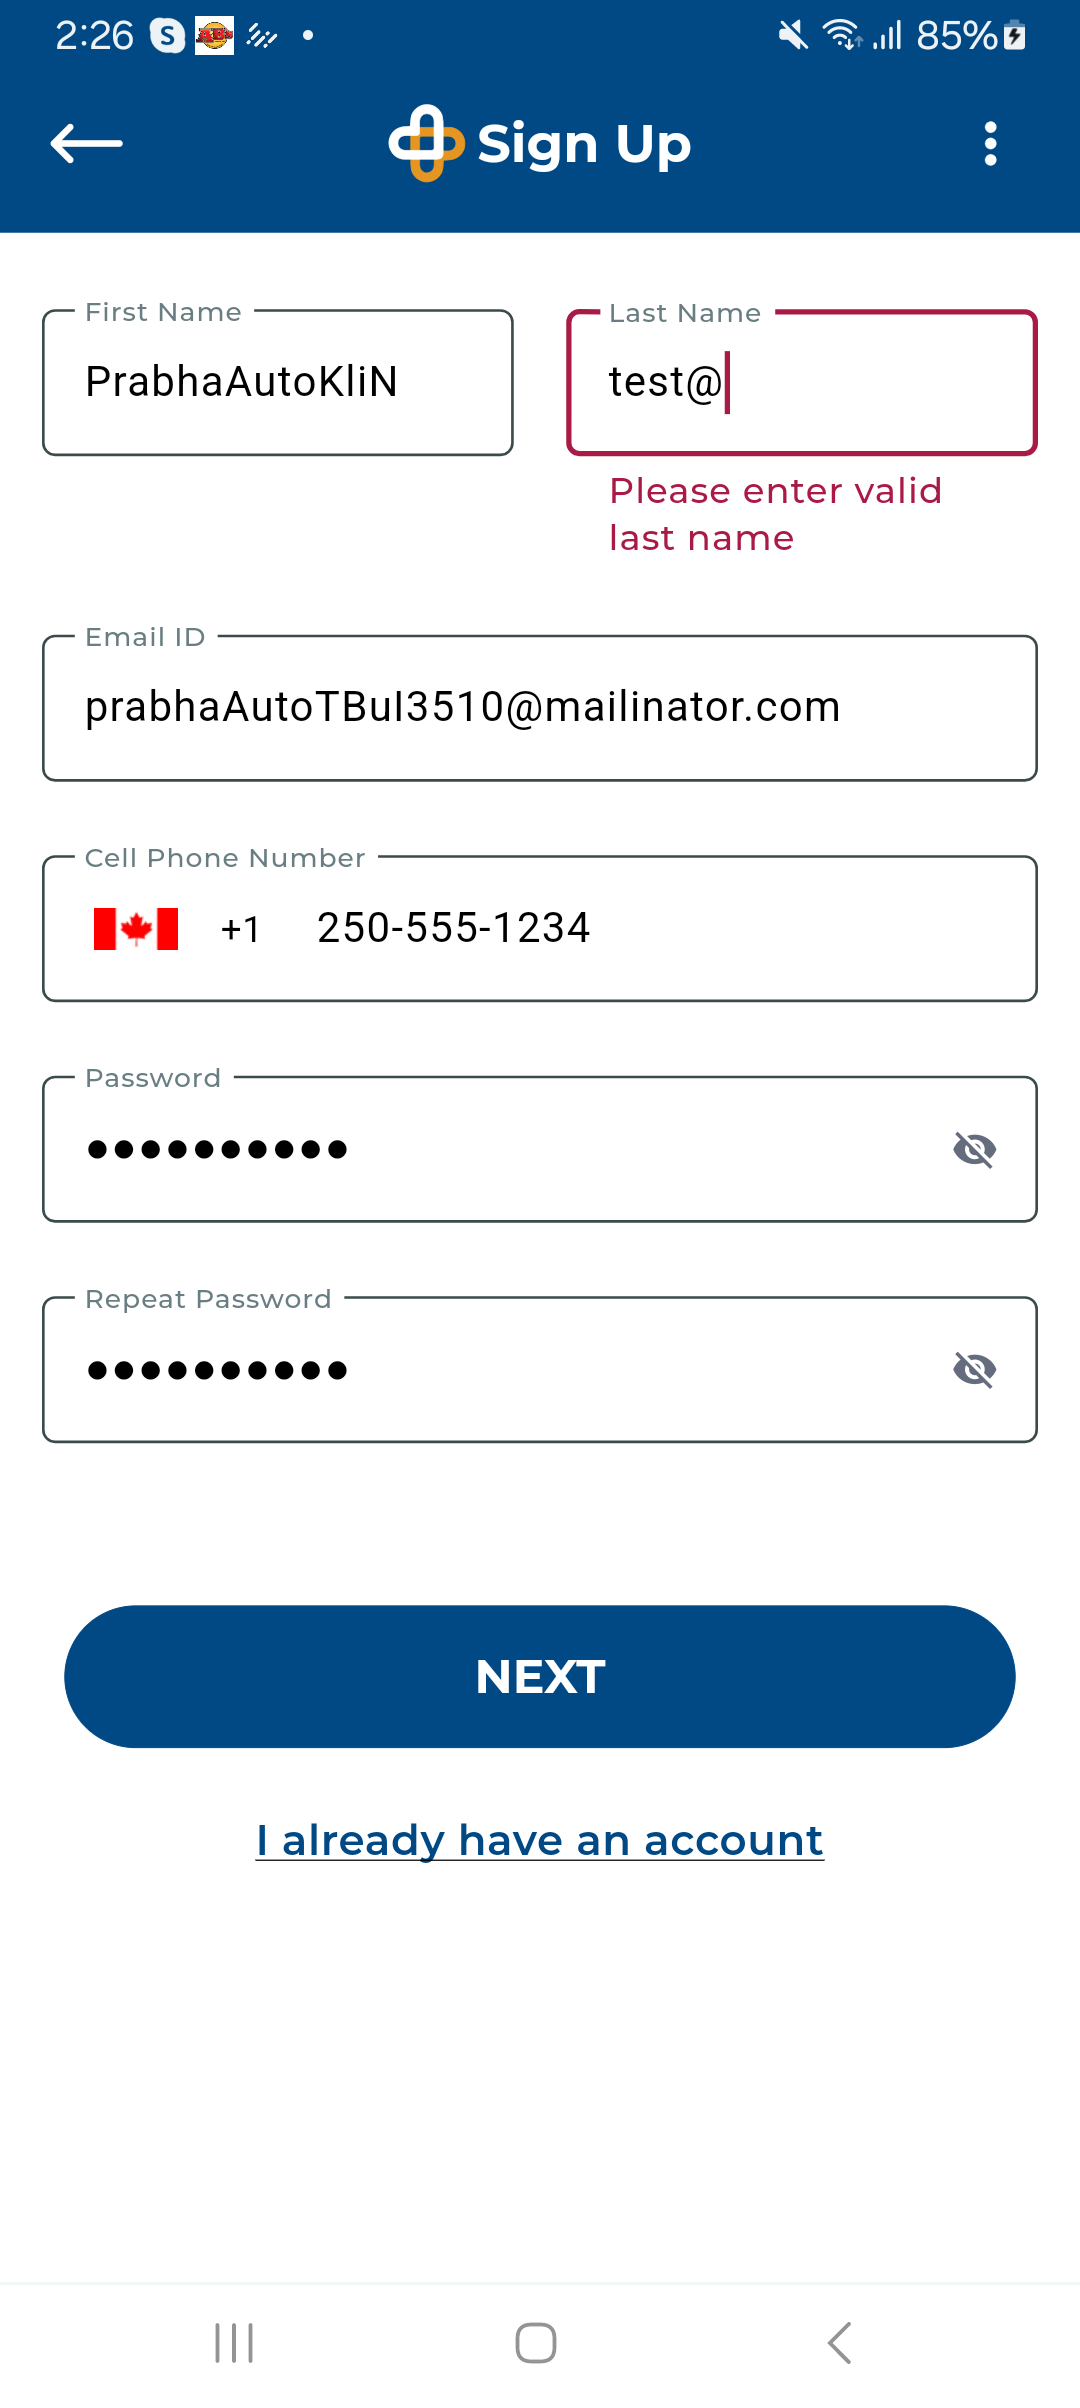 2:26 S 85%
Sign Up
First Name
PrabhaAutoKliN
Last Name
test@
Please enter valid
last name
Email ID
prabhaAutoTBuI3510@mailinator.com
Cell Phone Number
+1 250-555-1234
Password
Repeat Password
NEXT
I already have an account